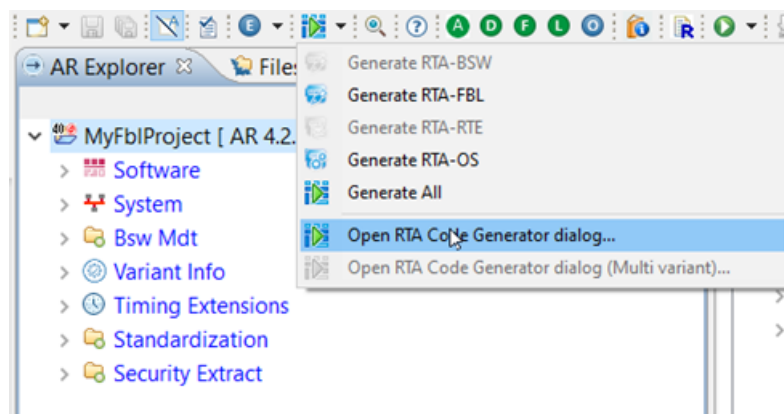 E A D F L O R
AR Explorer File
Generate RTA-BSW
Generate RTA-FBL
Generate RTA-RTE
Generate RTA-OS
Generate All
Open RTA Code Generator dialog...
Open RTA Code Generator dialog (Multi variant)...
40
MyFblProject [ AR 4.2.
Software
System
Bsw Mdt
Variant Info
Timing Extensions
Standardization
Security Extract